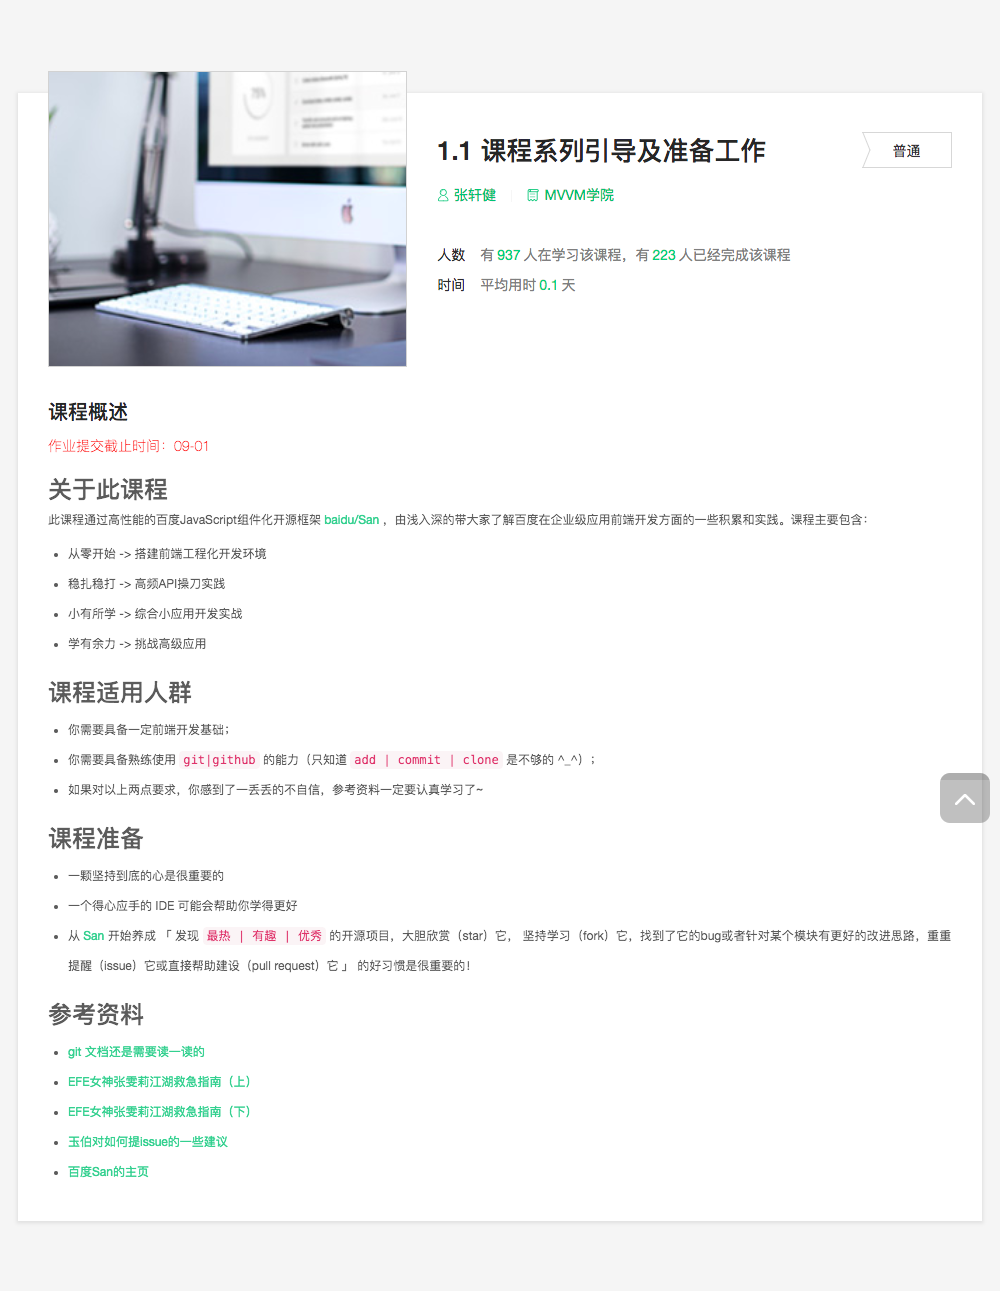 1.1 课程系列引导及准备工作
普通
张轩健 MVVM学院
人数 有 937 人在学习该课程，有 223 人已经完成该课程
时间 平均用时 0.1 天
课程概述
作业提交截止时间：09-01
关于此课程
此课程通过高性能的百度JavaScript组件化开源框架 baidu/San ，由浅入深的带大家了解百度在企业级应用前端开发方面的一些积累和实践。课程主要包含：
从零开始 -> 搭建前端工程化开发环境
稳扎稳打 -> 高频API操刀实践
小有所学 -> 综合小应用开发实战
学有余力 -> 挑战高级应用
课程适用人群
你需要具备一定前端开发基础；
你需要具备熟练使用 git|github 的能力（只知道 add | commit | clone 是不够的 ^_^）；
如果对以上两点要求，你感到了一丢丢的不自信，参考资料一定要认真学习了~
课程准备
一颗坚持到底的心是很重要的
一个得心应手的 IDE 可能会帮助你学得更好
从 San 开始养成 「 发现 最热 | 有趣 | 优秀 的开源项目，大胆欣赏（star）它， 坚持学习（fork）它，找到了它的bug或者针对某个模块有更好的改进思路，重重
提醒（issue）它或直接帮助建设（pull request）它 」 的好习惯是很重要的！
参考资料
git 文档还是需要读一读的
EFE女神张雯莉江湖救急指南（上）
EFE女神张雯莉江湖救急指南（下）
玉伯对如何提issue的一些建议
百度San的主页